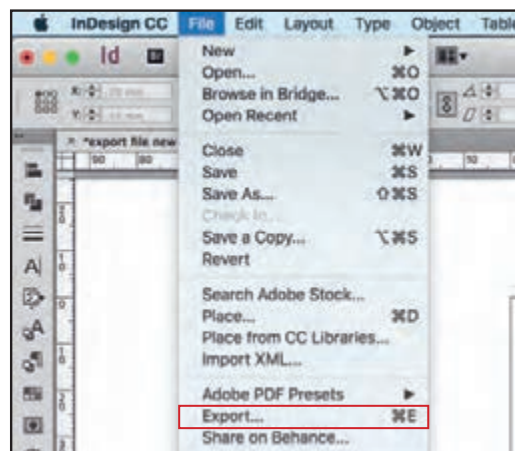 InDesign CC File Edit Layout Type Object Table
Id Br
New
Open... ⌘O
Browse in Bridge... ⌥⌘O
Open Recent
X:
Y:
*export file new
Close ⌘W
Save ⌘S
Save As... ⇧⌘S
Check In...
Save a Copy... ⌥⌘S
Revert
Search Adobe Stock...
Place... ⌘D
Place from CC Libraries...
Import XML...
Adobe PDF Presets
Export... ⌘E
Share on Behance...